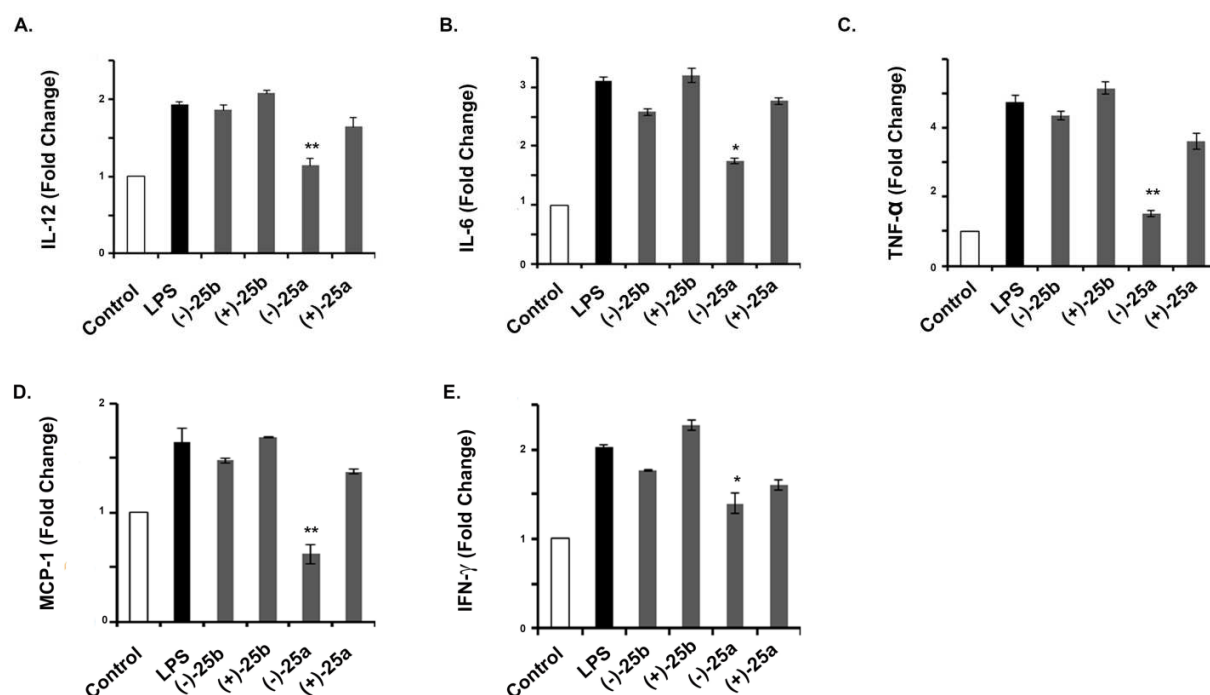 A.
IL-12 (Fold Change)
2
1
0
**
Control
LPS
(-)-25b
(+)-25b
(-)-25a
(+)-25a
B.
IL-6 (Fold Change)
3
2
1
0
*
Control
LPS
(-)-25b
(+)-25b
(-)-25a
(+)-25a
C.
TNF-α (Fold Change)
4
2
0
**
Control
LPS
(-)-25b
(+)-25b
(-)-25a
(+)-25a
D.
MCP-1 (Fold Change)
2
1
0
**
Control
LPS
(-)-25b
(+)-25b
(-)-25a
(+)-25a
E.
IFN-γ (Fold Change)
2
1
0
*
Control
LPS
(-)-25b
(+)-25b
(-)-25a
(+)-25a